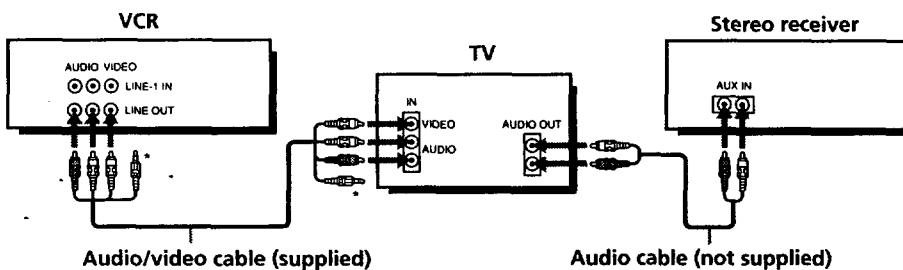 VCR
AUDIO VIDEO
LINE-1 IN
LINE OUT
*
TV
IN
VIDEO
AUDIO
AUDIO OUT
*
Stereo receiver
AUX IN
Audio/video cable (supplied)
Audio cable (not supplied)